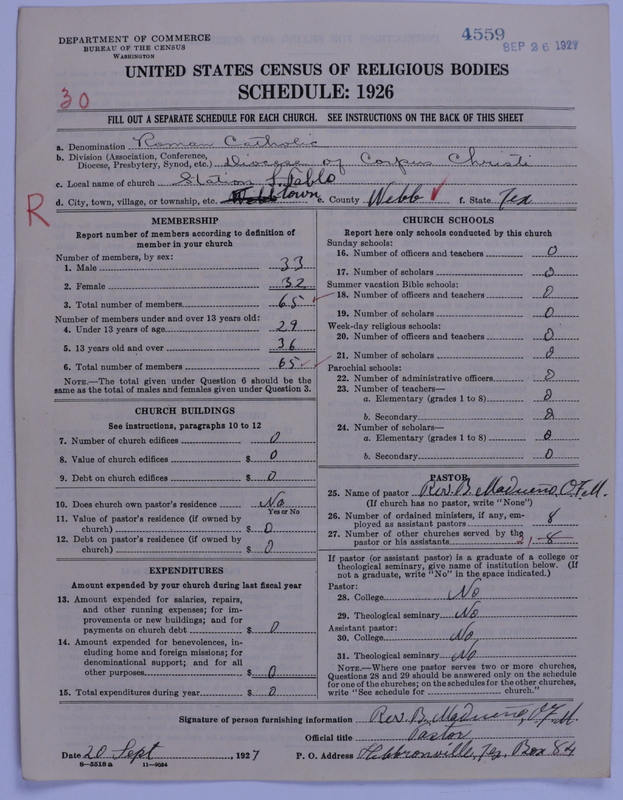 DEPARTMENT OF COMMERCE
BUREAU OF THE CENSUS
WASHINGTON
4559
SEP 26 1927
UNITED STATES CENSUS OF RELIGIOUS BODIES
SCHEDULE: 1926
30
FILL OUT A SEPARATE SCHEDULE FOR EACH CHURCH. SEE INSTRUCTIONS ON THE BACK OF THIS SHEET
a. Denomination Roman Catholic
b. Division (Association, Conference, Diocese, Presbytery, Synod, etc.) Diocese of Corpus Christi
c. Local name of church Station S. Pablo
d. City, town, village, or township, etc. town e. County Webb f. State Tex
R
MEMBERSHIP
Report number of members according to definition of
member in your church
Number of members, by sex:
1. Male 33
2. Female 32
3. Total number of members 65
Number of members under and over 13 years old:
4. Under 13 years of age 29
5. 13 years old and over 36
6. Total number of members 65
NOTE.—The total given under Question 6 should be
same as the total of males and females given under Question 3.
CHURCH BUILDINGS
See instructions, paragraphs 10 to 12
7. Number of church edifices 0
8. Value of church edifices $ 0
9. Debt on church edifices $ 0
10. Does church own pastor's residence No
Yes or No
11. Value of pastor's residence (if owned by
church) $ 0
12. Debt on pastor's residence (if owned by
church) $ 0
EXPENDITURES
Amount expended by your church during last fiscal year
13. Amount expended for salaries, repairs,
and other running expenses; for im-
provements or new buildings; and for
payments on church debt $ 0
14. Amount expended for benevolences, in-
cluding home and foreign missions; for
denominational support; and for all
other purposes $ 0
15. Total expenditures during year $ 0
CHURCH SCHOOLS
Report here only schools conducted by this church
Sunday schools:
16. Number of officers and teachers 0
17. Number of scholars 0
Summer vacation Bible schools:
18. Number of officers and teachers 0
19. Number of scholars 0
Week-day religious schools:
20. Number of officers and teachers 0
21. Number of scholars 0
Parochial schools:
22. Number of administrative officers 0
23. Number of teachers—
a. Elementary (grades 1 to 8) 0
b. Secondary 0
24. Number of scholars—
a. Elementary (grades 1 to 8) 0
b. Secondary 0
PASTOR
25. Name of pastor Rev. B. Madueño, O.F.M.
(If church has no pastor, write "None")
26. Number of ordained ministers, if any, em-
ployed as assistant pastors 8
27. Number of other churches served by the
pastor or his assistants
If pastor (or assistant pastor) is a graduate of a college or
theological seminary, give name of institution below. (If
not a graduate, write "No" in the space indicated.)
Pastor:
28. College No
29. Theological seminary No
Assistant pastor:
30. College No
31. Theological seminary No
NOTE.—Where one pastor serves two or more churches,
Questions 28 and 29 should be answered only on the schedule
for one of the churches; on the schedules for the other churches,
write "See schedule for church."
Signature of person furnishing information Rev. B. Madueño, O.F.M.
Official title Pastor
Date 20 Sept, 1927 P. O. Address Hebbronville, Tex, Box 84
8-5518a 11-9024